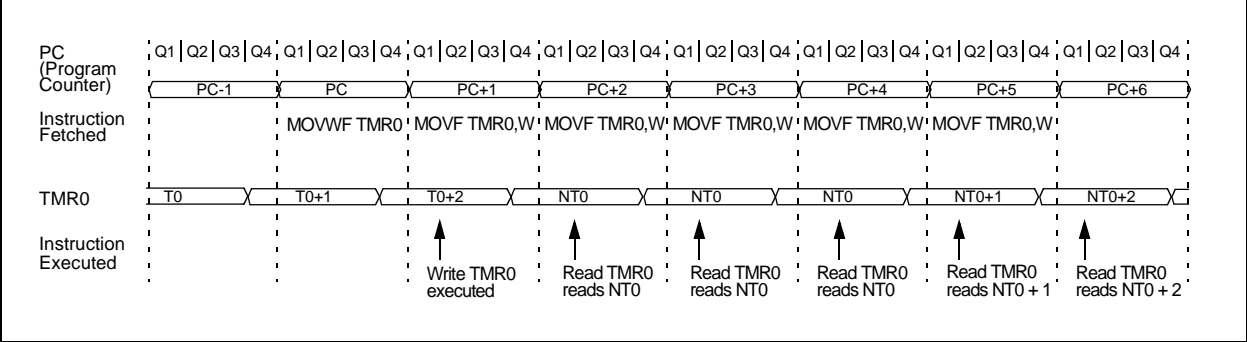 PC
(Program
Counter)
Q1 Q2 Q3 Q4 Q1 Q2 Q3 Q4 Q1 Q2 Q3 Q4 Q1 Q2 Q3 Q4 Q1 Q2 Q3 Q4 Q1 Q2 Q3 Q4 Q1 Q2 Q3 Q4 Q1 Q2 Q3 Q4
PC-1 PC PC+1 PC+2 PC+3 PC+4 PC+5 PC+6
Instruction
Fetched
MOVWF TMR0 MOVF TMR0,W MOVF TMR0,W MOVF TMR0,W MOVF TMR0,W MOVF TMR0,W
TMR0
T0 T0+1 T0+2 NT0 NT0 NT0 NT0+1 NT0+2
Instruction
Executed
Write TMR0
executed
Read TMR0
reads NT0
Read TMR0
reads NT0
Read TMR0
reads NT0
Read TMR0
reads NT0 + 1
Read TMR0
reads NT0 + 2